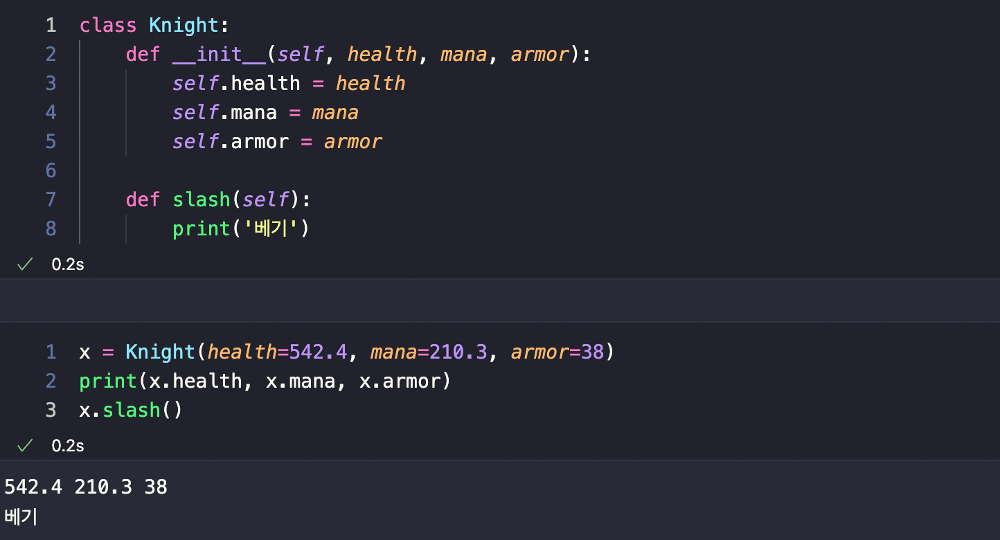 1 class Knight:
2     def __init__(self, health, mana, armor):
3         self.health = health
4         self.mana = mana
5         self.armor = armor
6
7     def slash(self):
8         print('베기')
✓ 0.2s
1 x = Knight(health=542.4, mana=210.3, armor=38)
2 print(x.health, x.mana, x.armor)
3 x.slash()
✓ 0.2s
542.4 210.3 38
베기